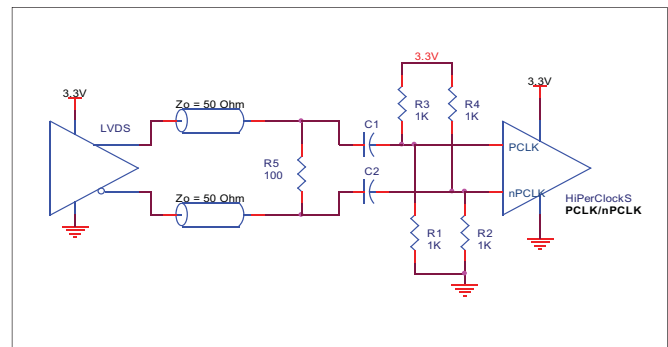 3.3V
3.3V
3.3V
Zo = 50 Ohm
LVDS
R3
1K
R4
1K
C1
PCLK
R5
100
C2
nPCLK
Zo = 50 Ohm
HiPerClockS
PCLK/nPCLK
R1
1K
R2
1K